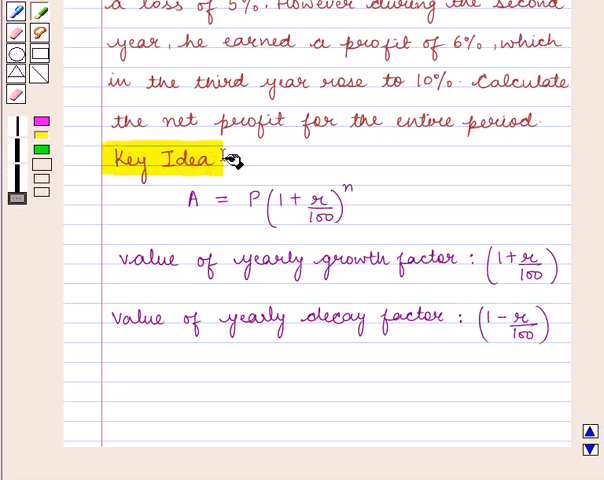 a loss of 5%. However during the second
year, he earned a profit of 6%, which
in the third year rose to 10%. Calculate
the net profit for the entire period.
Key Idea
A = P(1 + r/100)^n
value of yearly growth factor : (1 + r/100)
value of yearly decay factor : (1 - r/100)